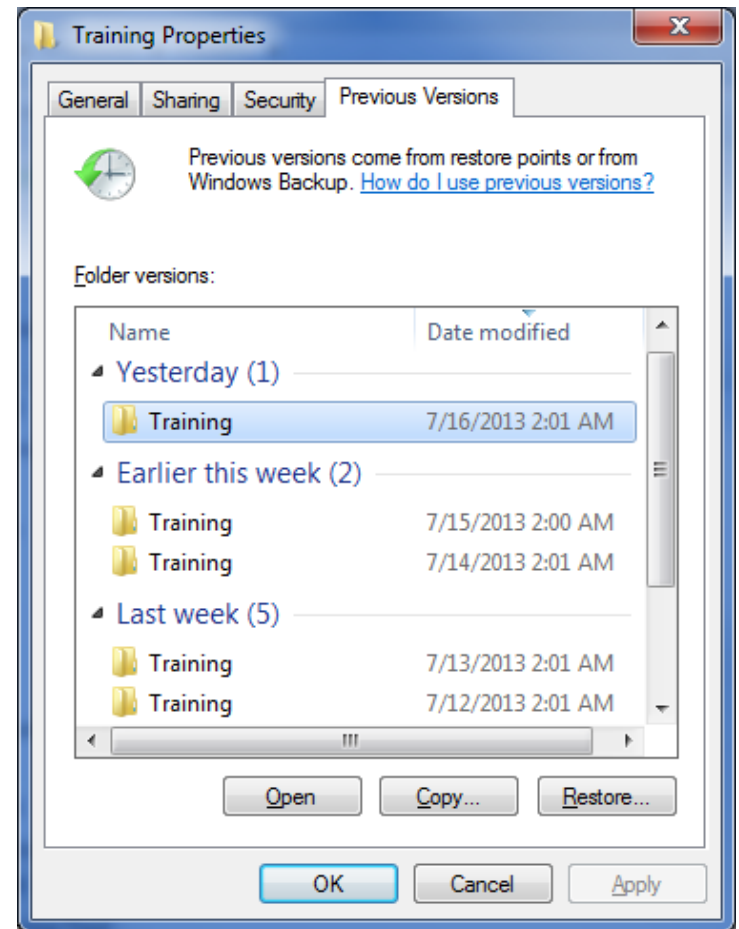 Training Properties
General Sharing Security Previous Versions
Previous versions come from restore points or from
Windows Backup. How do I use previous versions?
Folder versions:
Name Date modified
Yesterday (1)
Training 7/16/2013 2:01 AM
Earlier this week (2)
Training 7/15/2013 2:00 AM
Training 7/14/2013 2:01 AM
Last week (5)
Training 7/13/2013 2:01 AM
Training 7/12/2013 2:01 AM
Open Copy... Restore...
OK Cancel Apply